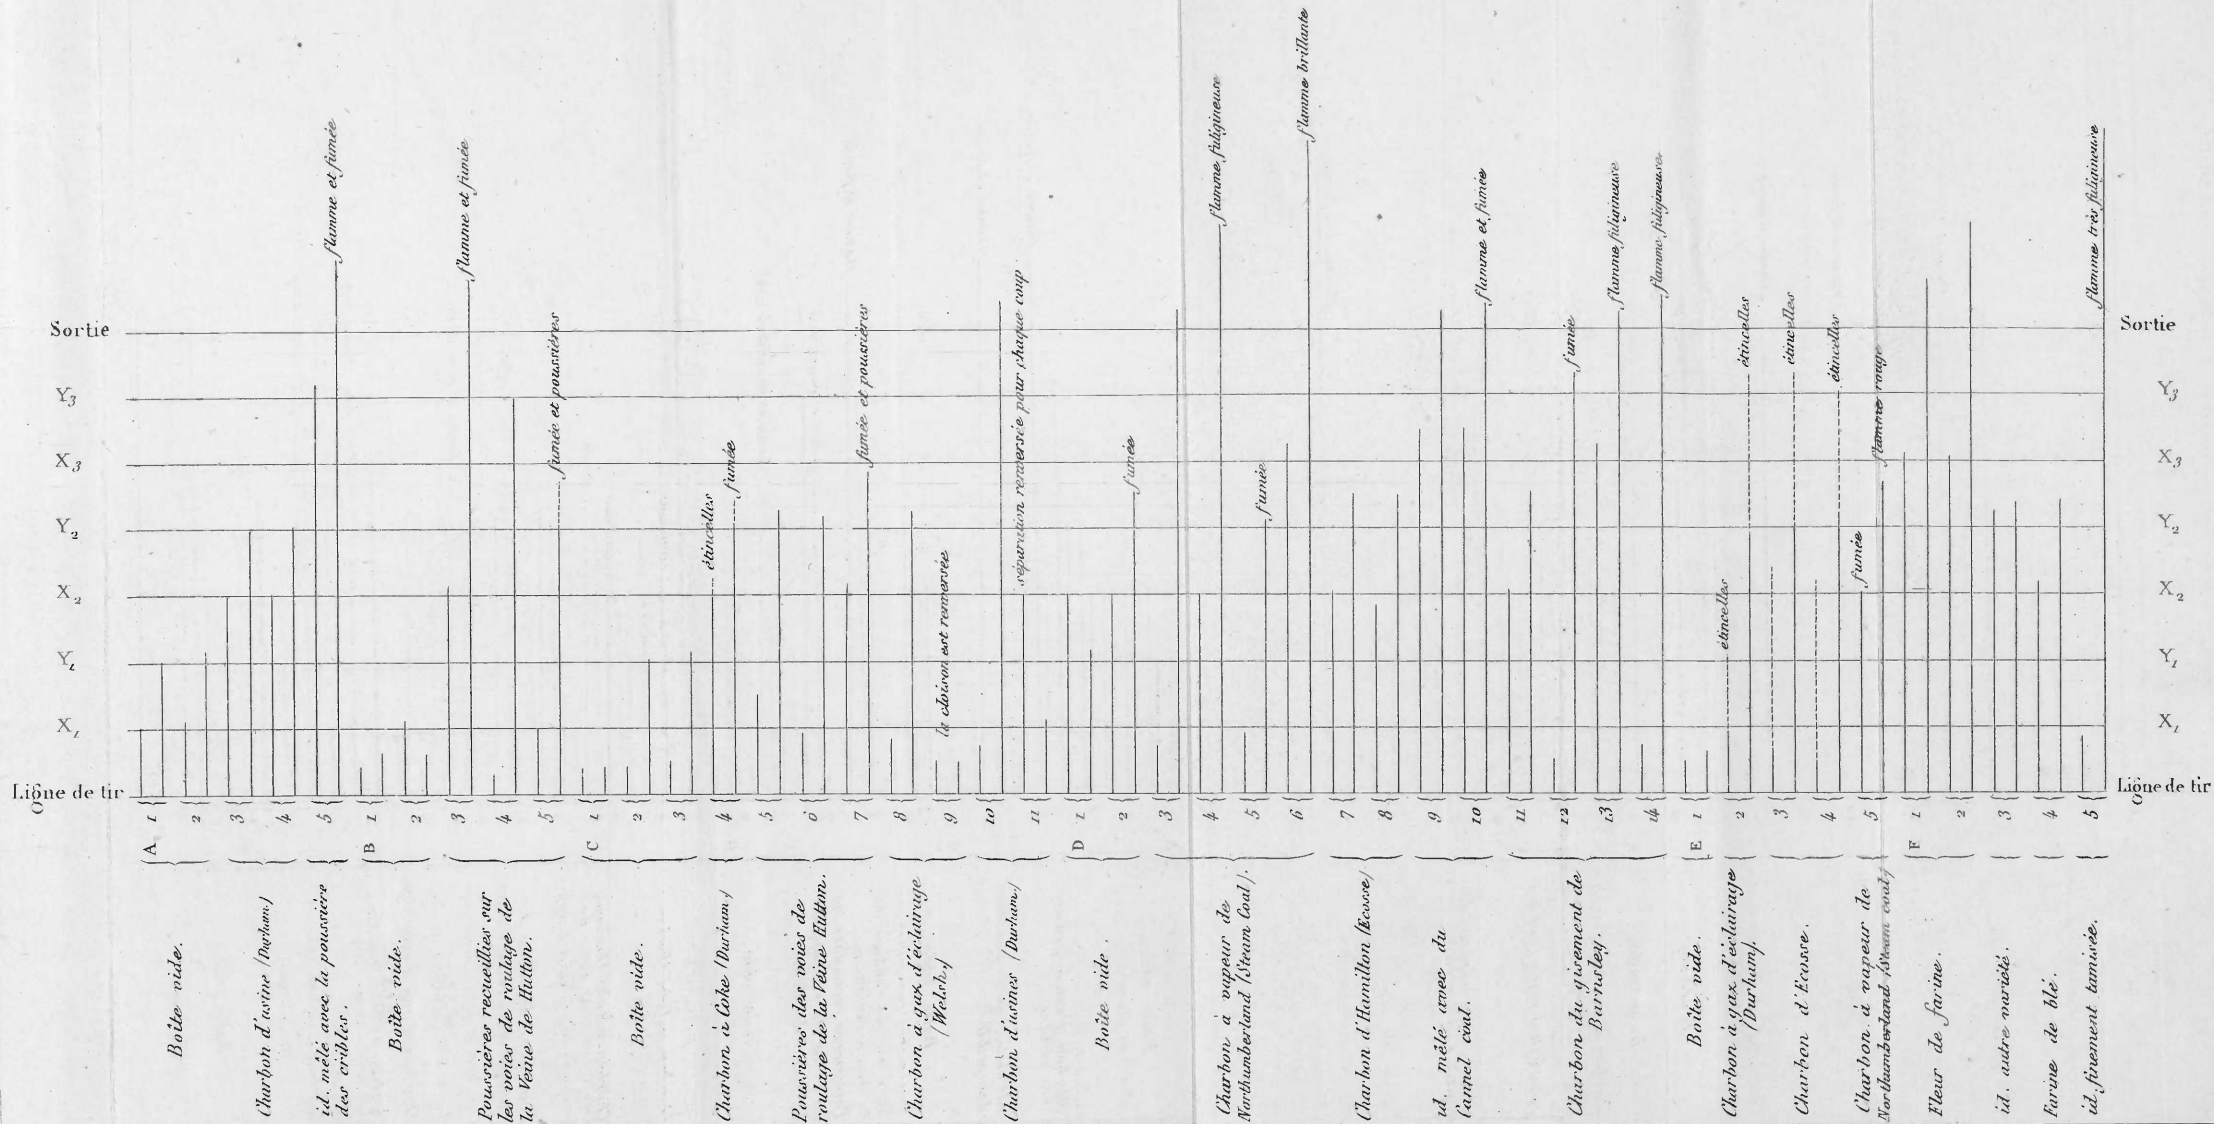 flamme brillante
flamme fuligineuse
flamme et fumée
flamme et fumée
flamme et fumée
flamme fuligineuse
flamme fuligineuse
flamme très fuligineuse
fumée et poussières
fumée et poussières
séparation renversée pour chaque coup
fumée
étincelles
étincelles
étincelles
flamme rouge
Sortie
Sortie
Y3
Y3
X3
X3
étincelles
fumée
fumée
fumée
Y2
Y2
la cloison est renversée
fumée
X2
X2
étincelles
Y1
Y1
X1
X1
Ligne de tir
Ligne de tir
0
0
1 2 3 4 5 1 2 3 4 5 1 2 3 4 5 6 7 8 9 10 11 1 2 3 4 5 6 7 8 9 10 11 12 13 14 1 2 3 4 5 1 2 3 4 5
A B C D E F
Boîte vide.
Charbon d'usine (Durham)
id. mêlé avec la poussière
des cribles.
Boîte vide.
Poussières recueillies sur
les voies de roulage de
la Veine de Hutton.
Boîte vide.
Charbon à Coke (Durham)
Poussières des voies de
roulage de la Veine Hutton.
Charbon à gaz d'éclairage
(Welsh)
Charbon d'usines (Durham)
Boîte vide.
Charbon à vapeur de
Northumberland (Steam Coal).
Charbon d'Hamilton (Ecosse)
id. mêlé avec du
Cannel coal.
Charbon du gisement de
Barnsley.
Boîte vide.
Charbon à gaz d'éclairage
(Durham).
Charbon d'Ecosse.
Charbon à vapeur de
Northumberland (Steam coal)
Fleur de farine.
id. autre variété.
Farine de blé.
id. finement tamisée.